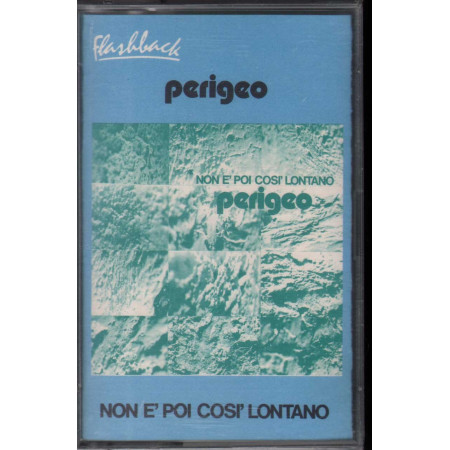 Flashback
perigeo
NON E' POI COSI' LONTANO
perigeo
NON E' POI COSI' LONTANO